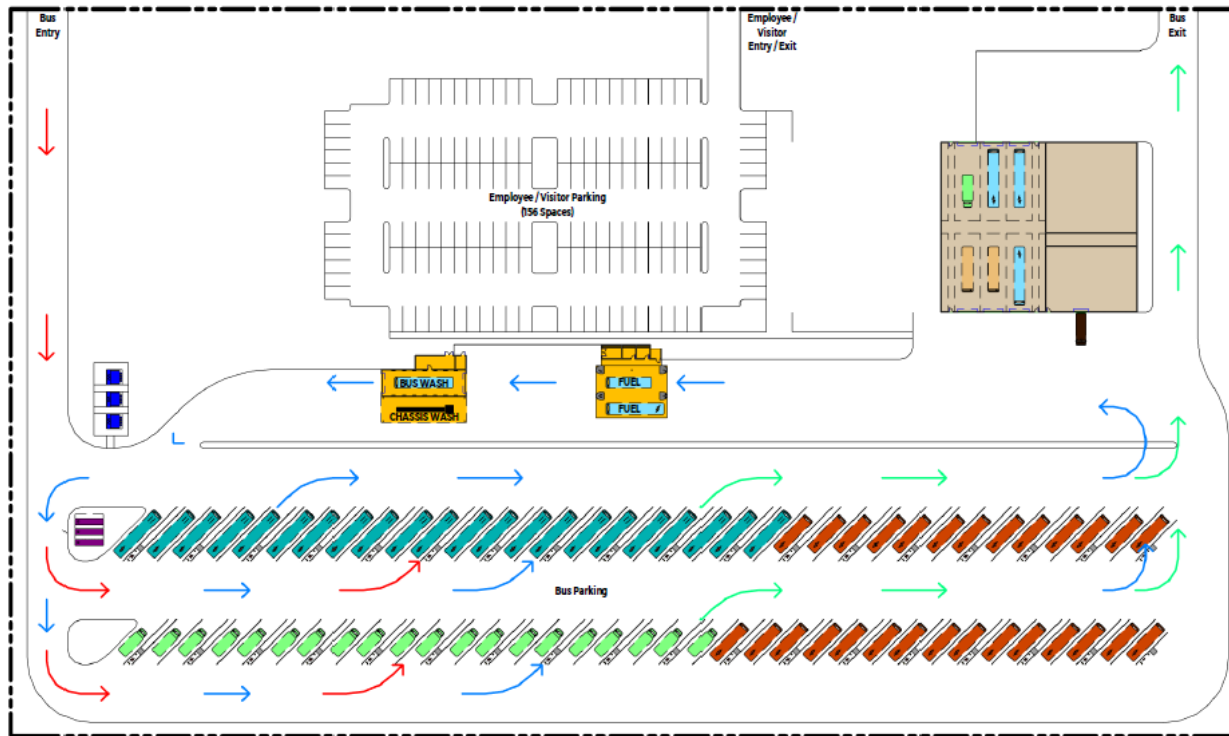 Bus
Entry
Employee /
Visitor
Entry / Exit
Bus
Exit
Employee / Visitor Parking
(156 Spaces)
BUS WASH
FUEL
FUEL
CHASSIS WASH
Bus Parking